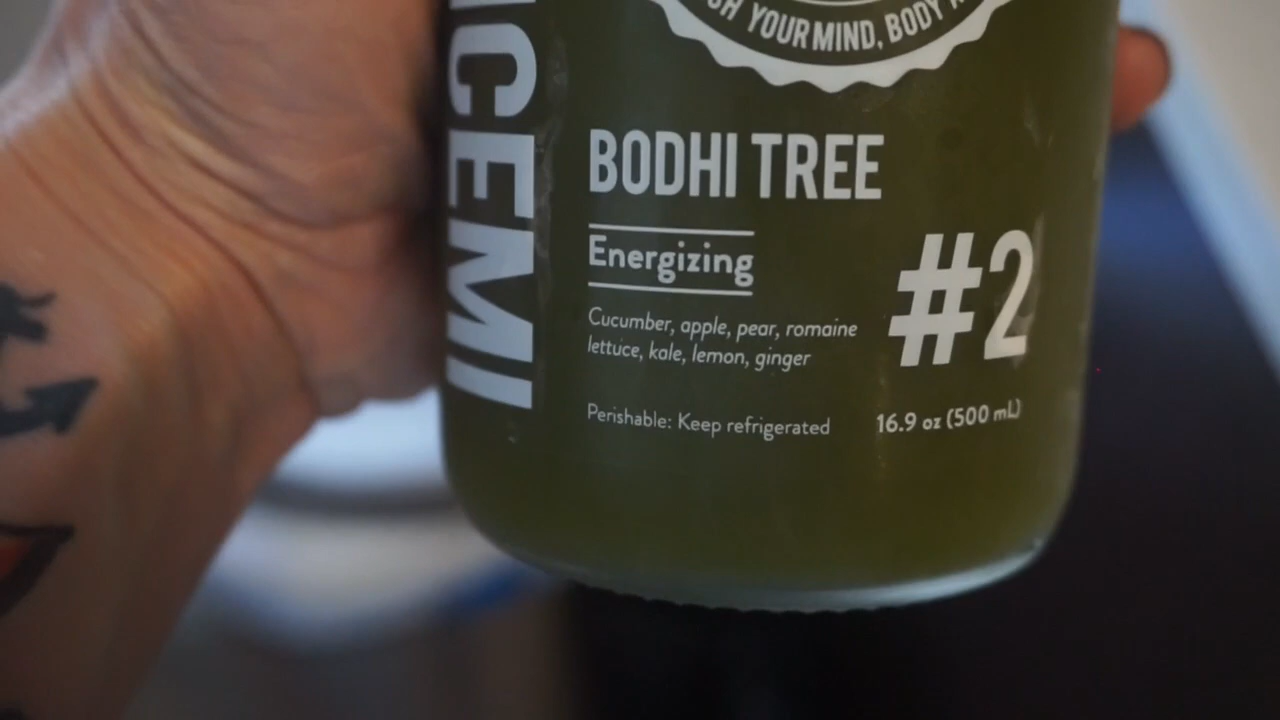 YOUR MIND, BODY
BODHI TREE
Energizing
#2
Cucumber, apple, pear, romaine
lettuce, kale, lemon, ginger
Perishable: Keep refrigerated
16.9 oz (500 mL)